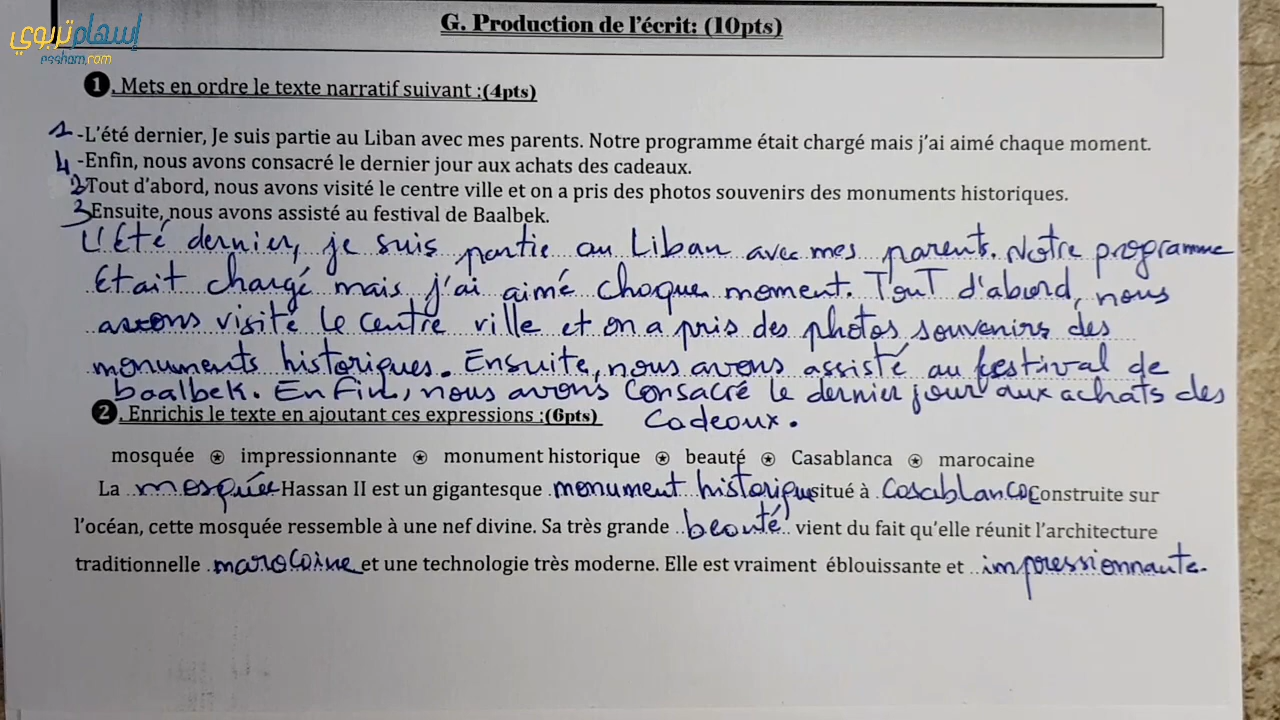 إسهام تربوي
essham.com
G. Production de l'écrit: (10pts)
❶. Mets en ordre le texte narratif suivant :(4pts)
1 -L'été dernier, Je suis partie au Liban avec mes parents. Notre programme était chargé mais j'ai aimé chaque moment.
4 -Enfin, nous avons consacré le dernier jour aux achats des cadeaux.
2 Tout d'abord, nous avons visité le centre ville et on a pris des photos souvenirs des monuments historiques.
3 Ensuite, nous avons assisté au festival de Baalbek.
L'Eté dernier, je suis partie au Liban avec mes parents. Notre programme
Etait chargé mais j'ai aimé chaque moment. Tout d'abord, nous
avons visité le centre ville et on a pris des photos souvenirs des
monuments historiques. Ensuite, nous avons assisté au festival de
baalbek. Enfin, nous avons consacré le dernier jour aux achats des
cadeaux.
❷. Enrichis le texte en ajoutant ces expressions :(6pts)
mosquée ✪ impressionnante ✪ monument historique ✪ beauté ✪ Casablanca ✪ marocaine
La mosquée Hassan II est un gigantesque monument historique situé à Casablanca Construite sur
l'océan, cette mosquée ressemble à une nef divine. Sa très grande beauté vient du fait qu'elle réunit l'architecture
traditionnelle marocaine et une technologie très moderne. Elle est vraiment éblouissante et impressionnante.